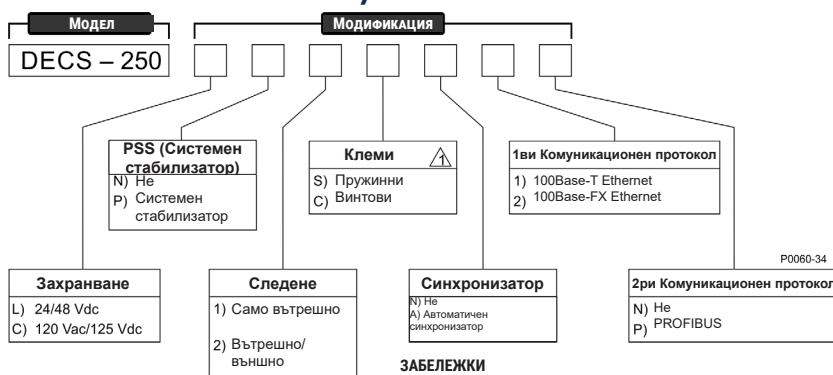 Модел
Модификация
DECS – 250
PSS (Системен
стабилизатор)
N) Не
P) Системен
стабилизатор
Клеми
1
S) Пружинни
C) Винтови
1ви Комуникационен протокол
1) 100Base-T Ethernet
2) 100Base-FX Ethernet
P0060-34
Захранване
L) 24/48 Vdc
C) 120 Vac/125 Vdc
Следене
1) Само вътрешно
2) Вътрешно/
външно
Синхронизатор
N) Не
A) Автоматичен
синхронизатор
2ри Комуникационен протокол
N) Не
P) PROFIBUS
ЗАБЕЛЕЖКИ